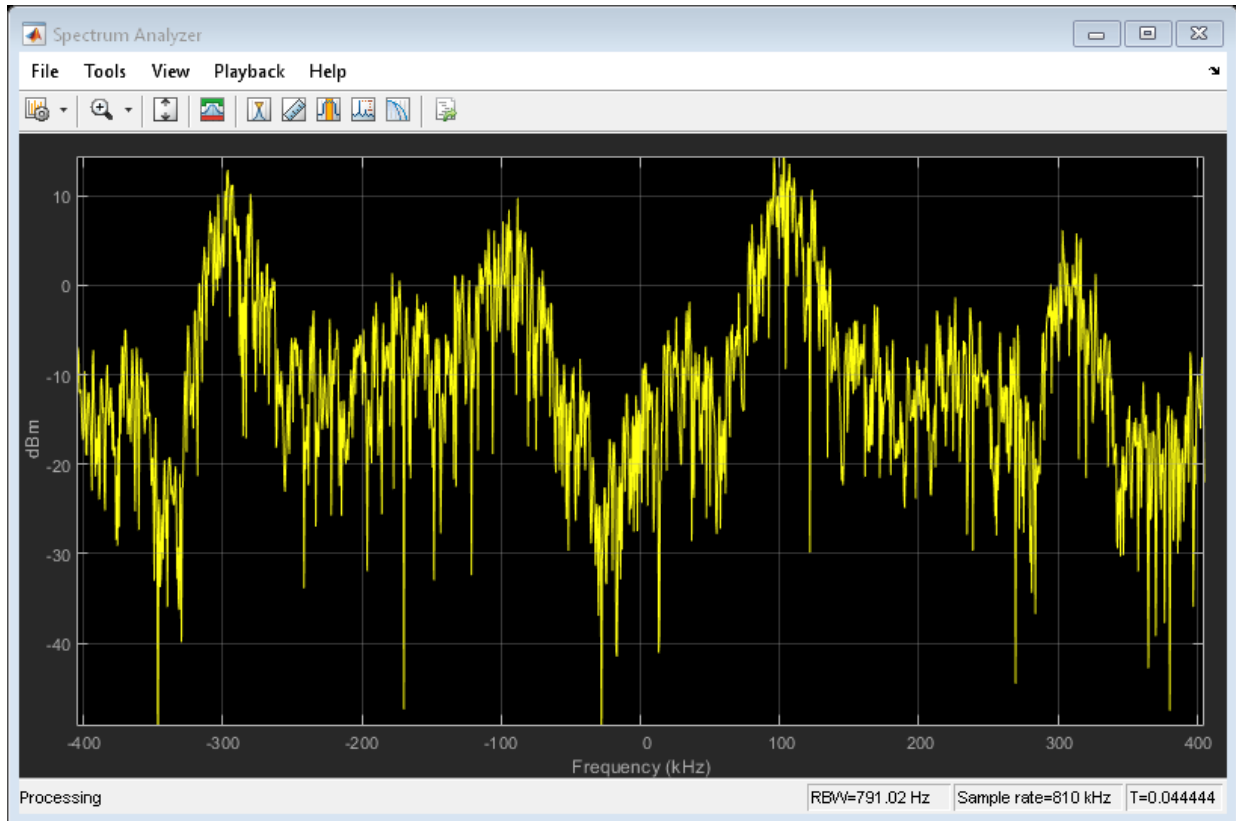 Spectrum Analyzer
File Tools View Playback Help
10
0
-10
-20
-30
-40
dBm
-400 -300 -200 -100 0 100 200 300 400
Frequency (kHz)
Processing RBW=791.02 Hz Sample rate=810 kHz T=0.044444